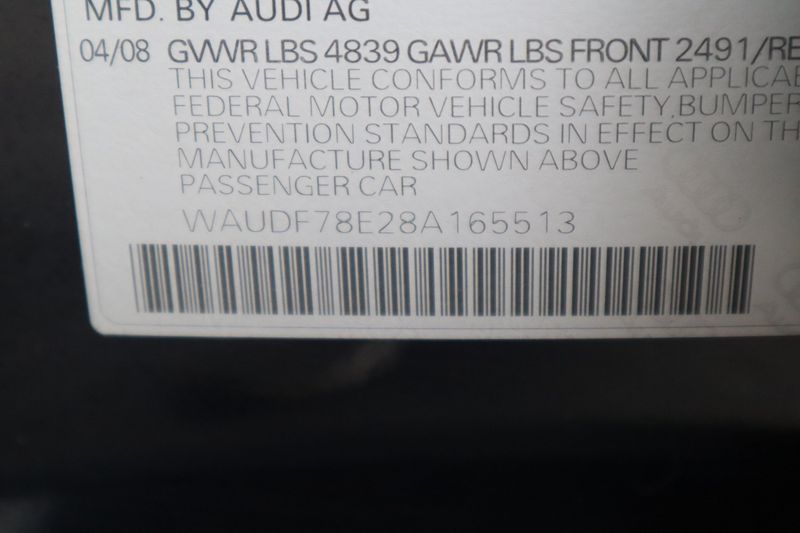 MFD. BY AUDI AG
04/08 GVWR LBS 4839 GAWR LBS FRONT 2491/RE
THIS VEHICLE CONFORMS TO ALL APPLICAB
FEDERAL MOTOR VEHICLE SAFETY,BUMPER
PREVENTION STANDARDS IN EFFECT ON TH
MANUFACTURE SHOWN ABOVE
PASSENGER CAR
WAUDF78E28A165513